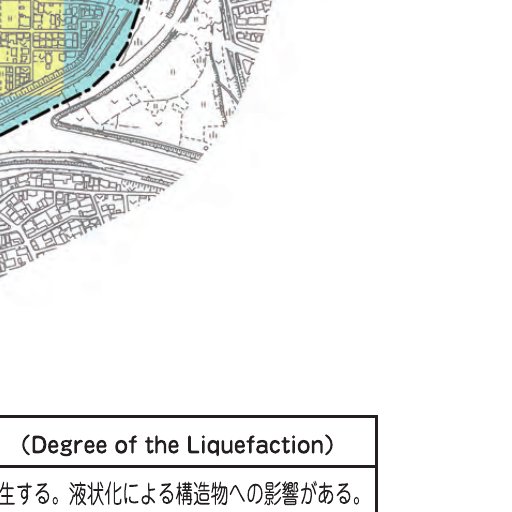 （Degree of the Liquefaction）
生する。液状化による構造物への影響がある。